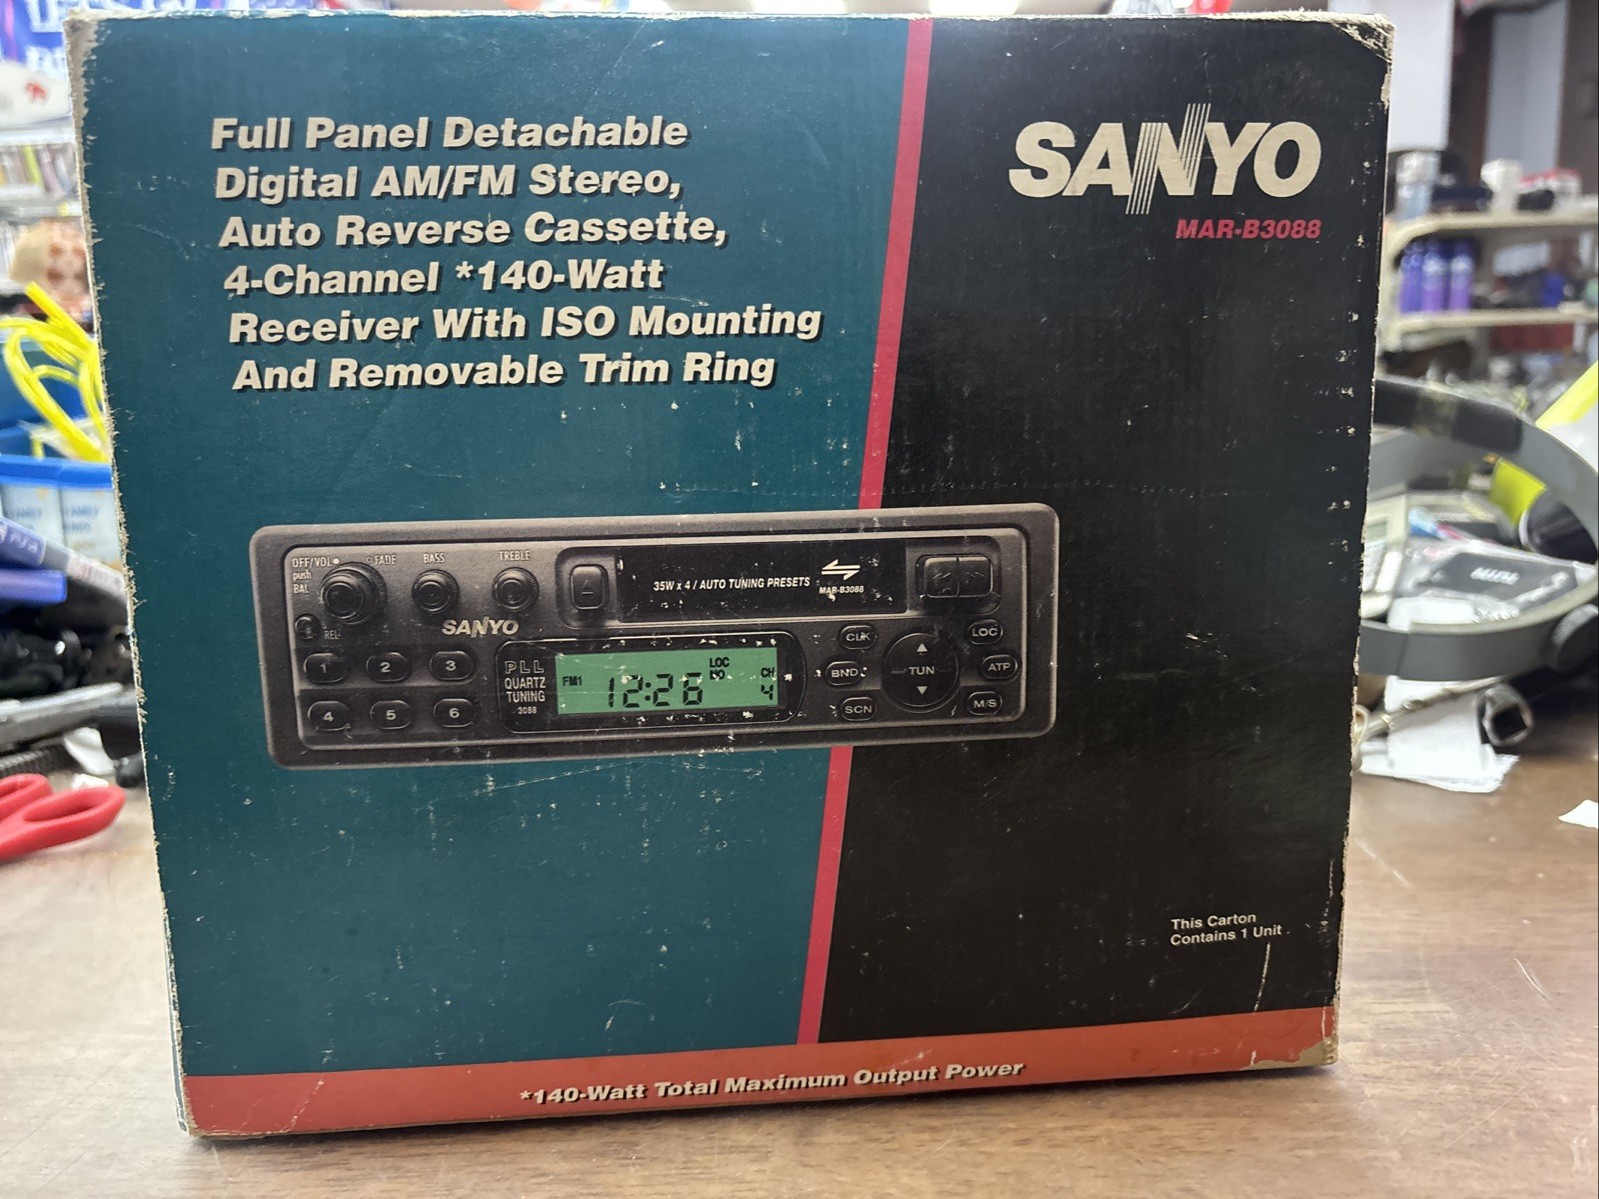 Full Panel Detachable
Digital AM/FM Stereo,
Auto Reverse Cassette,
4-Channel *140-Watt
Receiver With ISO Mounting
And Removable Trim Ring
SANYO
MAR-B3088
OFF/VOL
FADE
BASS
TREBLE
push
BAL
REL
35W x 4 / AUTO TUNING PRESETS
MAR-B3088
SANYO
1
2
3
4
5
6
PLL
QUARTZ
TUNING
3088
FM1
12:26
LOC
CH
4
CLK
BND
SCN
TUN
LOC
ATP
M/S
This Carton
Contains 1 Unit
*140-Watt Total Maximum Output Power